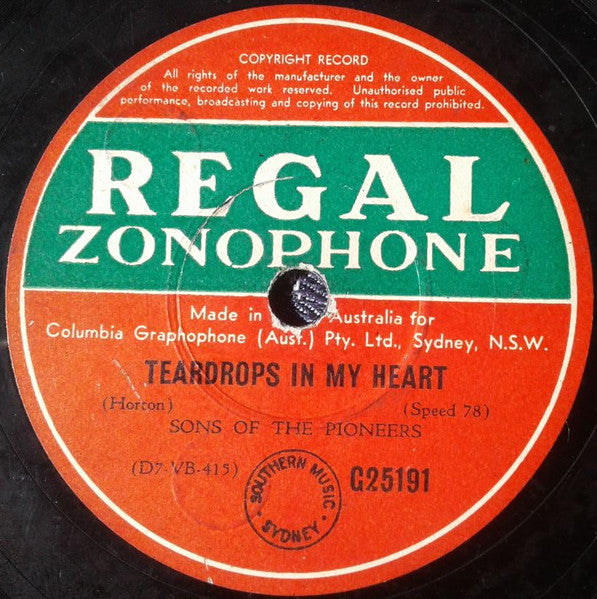 COPYRIGHT RECORD
All rights of the manufacturer and the owner
of the recorded work reserved. Unauthorised public
performance, broadcasting and copying of this record prohibited.
REGAL
ZONOPHONE
Made in Australia for
Columbia Graphophone (Aust.) Pty. Ltd., Sydney, N.S.W.
TEARDROPS IN MY HEART
(Horton) (Speed 78)
SONS OF THE PIONEERS
(D7-VB-415) G25191
SOUTHERN MUSIC
SYDNEY